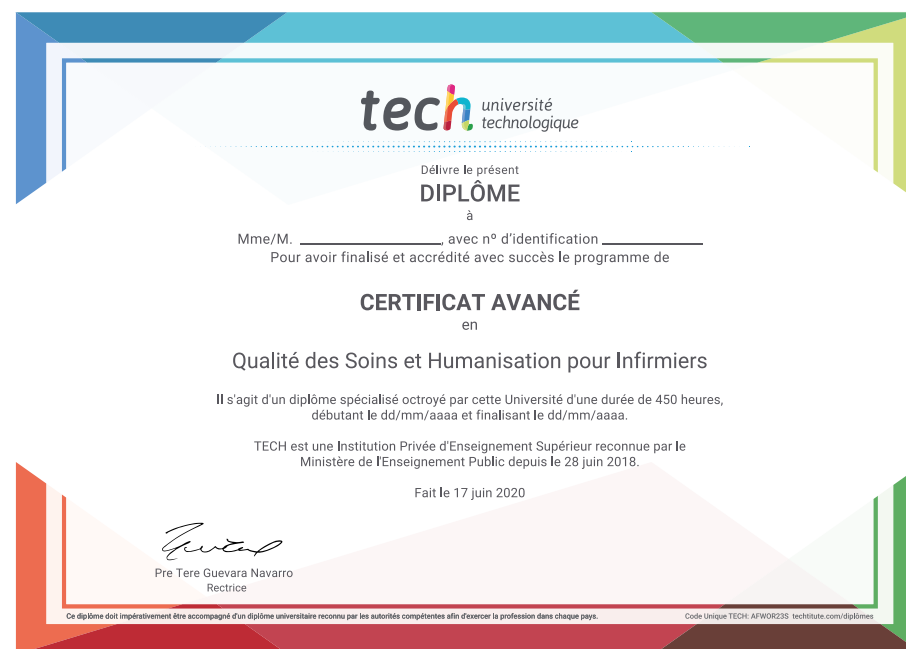 tech université
technologique
Délivre le présent
DIPLÔME
à
Mme/M. ____________________, avec nº d'identification ______________
Pour avoir finalisé et accrédité avec succès le programme de
CERTIFICAT AVANCÉ
en
Qualité des Soins et Humanisation pour Infirmiers
Il s'agit d'un diplôme spécialisé octroyé par cette Université d'une durée de 450 heures,
débutant le dd/mm/aaaa et finalisant le dd/mm/aaaa.
TECH est une Institution Privée d'Enseignement Supérieur reconnue par le
Ministère de l'Enseignement Public depuis le 28 juin 2018.
Fait le 17 juin 2020
Pre Tere Guevara Navarro
Rectrice
Ce diplôme doit impérativement être accompagné d'un diplôme universitaire reconnu par les autorités compétentes afin d'exercer la profession dans chaque pays.
Code Unique TECH: AFWOR23S techtitute.com/diplômes